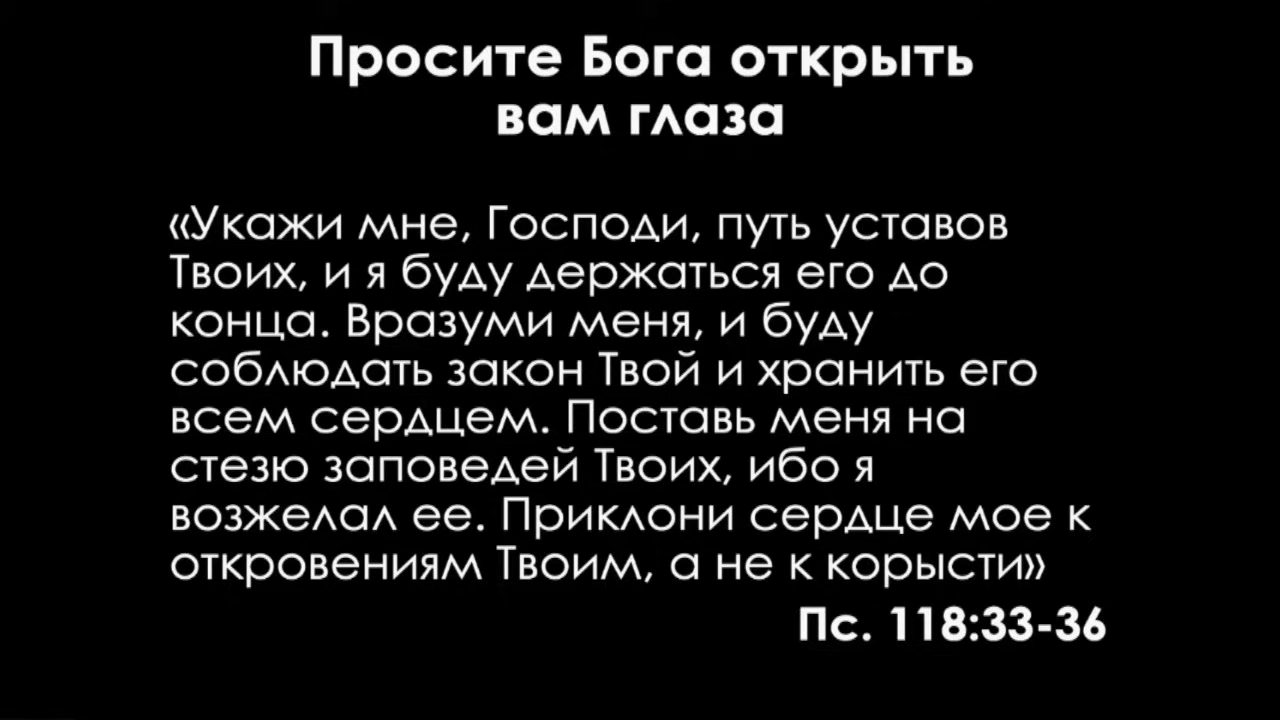 Просите Бога открыть
вам глаза
«Укажи мне, Господи, путь уставов
Твоих, и я буду держаться его до
конца. Вразуми меня, и буду
соблюдать закон Твой и хранить его
всем сердцем. Поставь меня на
стезю заповедей Твоих, ибо я
возжелал ее. Приклони сердце мое к
откровениям Твоим, а не к корысти»
Пс. 118:33-36